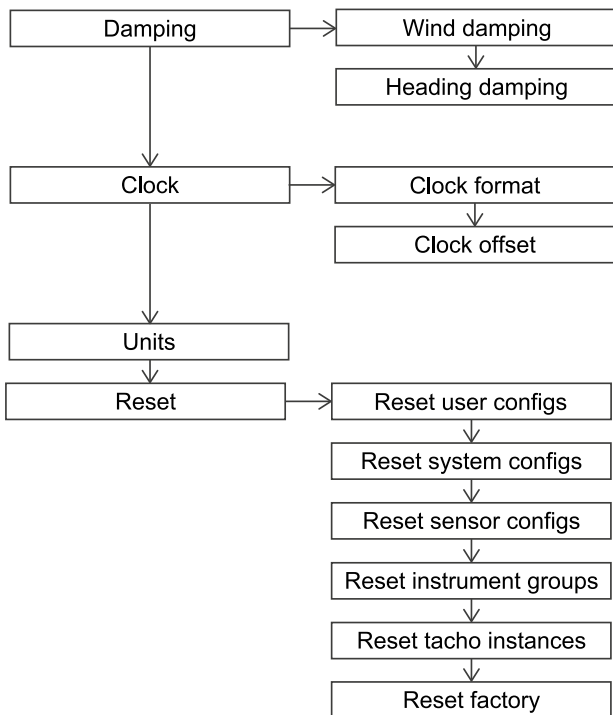 Damping
Wind damping
Heading damping
Clock
Clock format
Clock offset
Units
Reset
Reset user configs
Reset system configs
Reset sensor configs
Reset instrument groups
Reset tacho instances
Reset factory